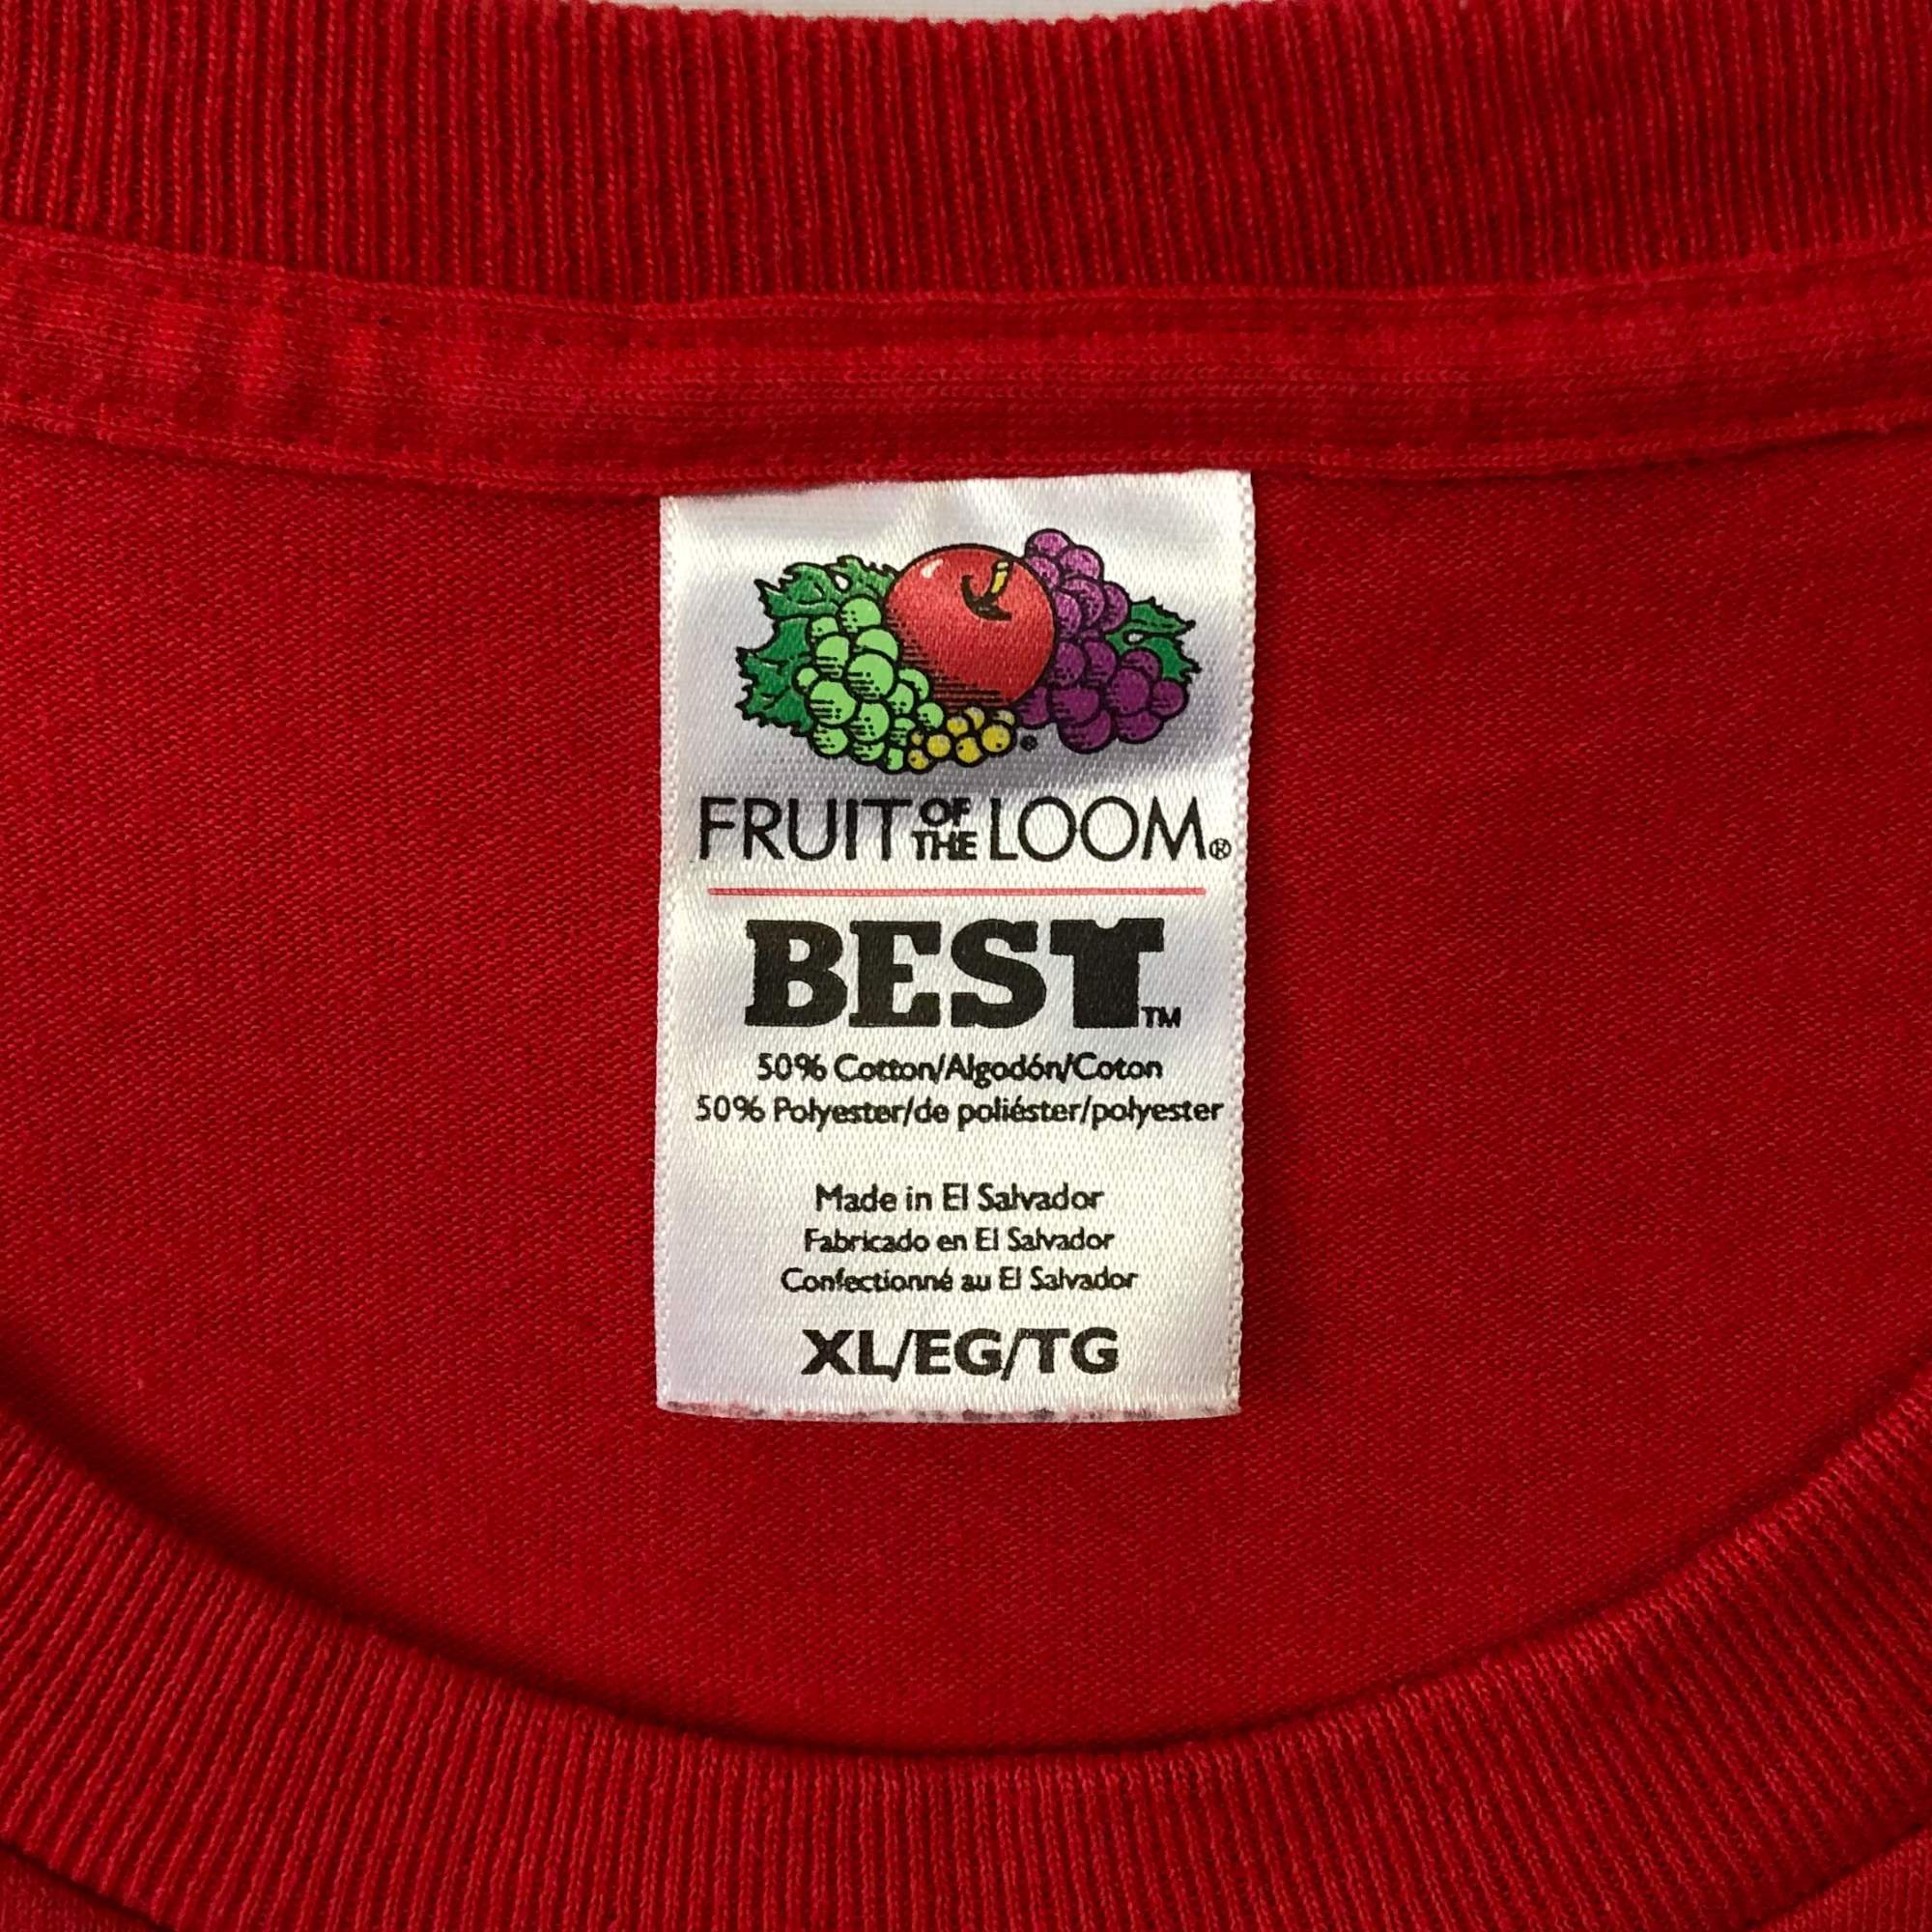 FRUIT OF THE LOOM®
BEST™
50% Cotton/Algodón/Coton
50% Polyester/de poliéster/polyester
Made in El Salvador
Fabricado en El Salvador
Confectionné au El Salvador
XL/EG/TG